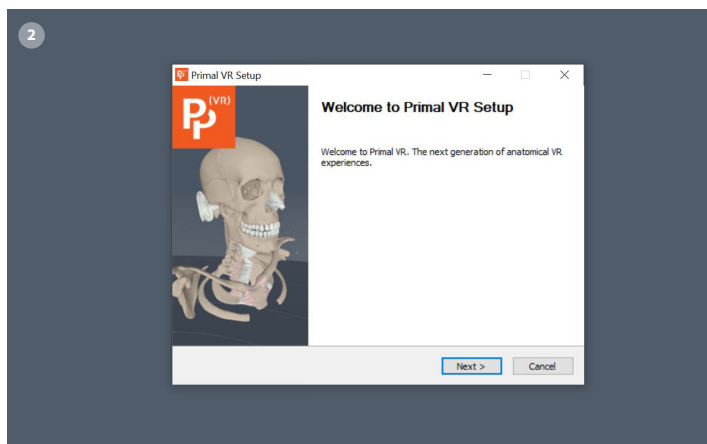 2
Primal VR Setup
Pp (VR)
Welcome to Primal VR Setup
Welcome to Primal VR. The next generation of anatomical VR
experiences.
Next >
Cancel